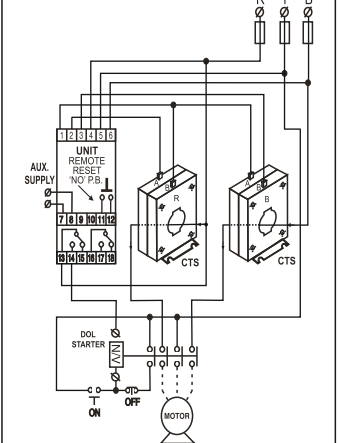 R Y B
1 2 3 4 5 6
UNIT
REMOTE
RESET
'NO' P.B.
AUX.
SUPPLY
7 8 9 10 11 12
13 14 15 16 17 18
A
B
R
CTS
A
B
B
CTS
DOL
STARTER
N/V
ON
OFF
MOTOR